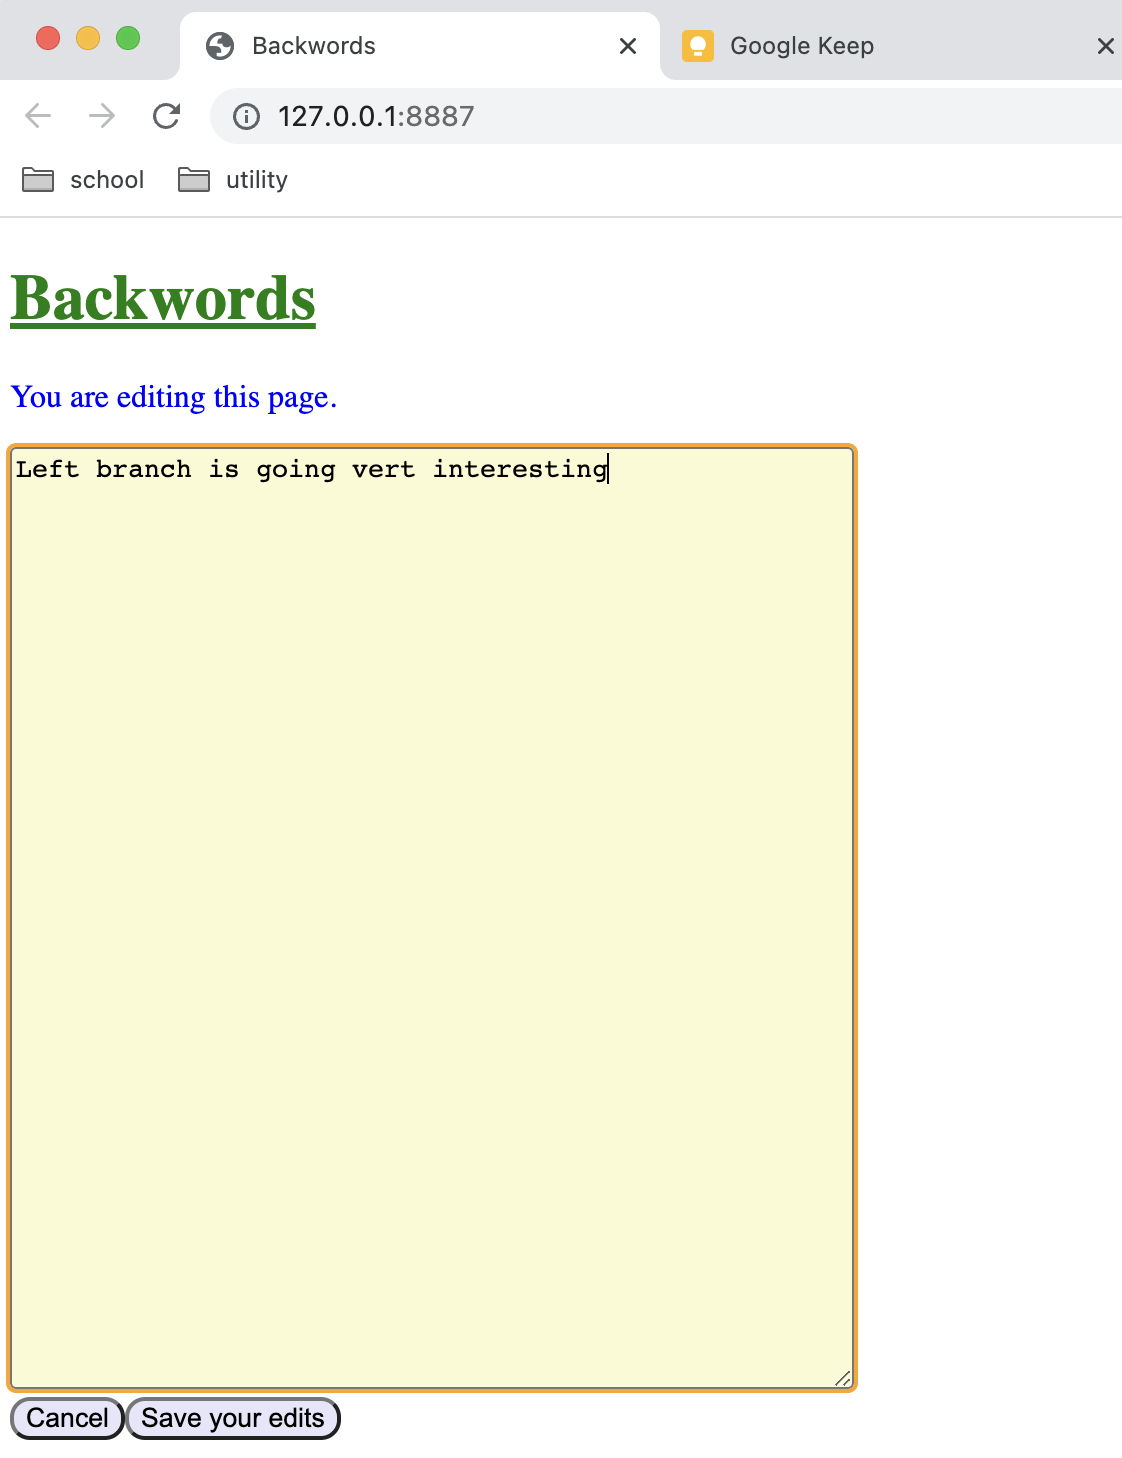 Backwords
Google Keep
127.0.0.1:8887
school utility
Backwords
You are editing this page.
Left branch is going vert interesting
Cancel Save your edits